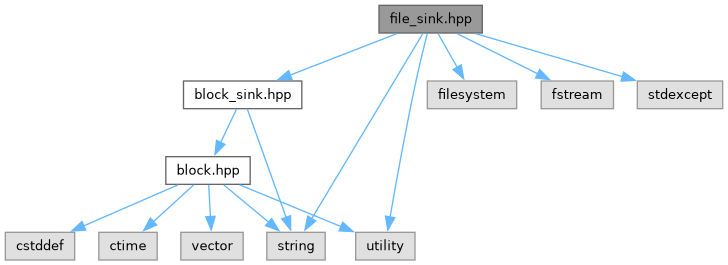 file_sink.hpp
block_sink.hpp
filesystem
fstream
stdexcept
block.hpp
cstddef
ctime
vector
string
utility